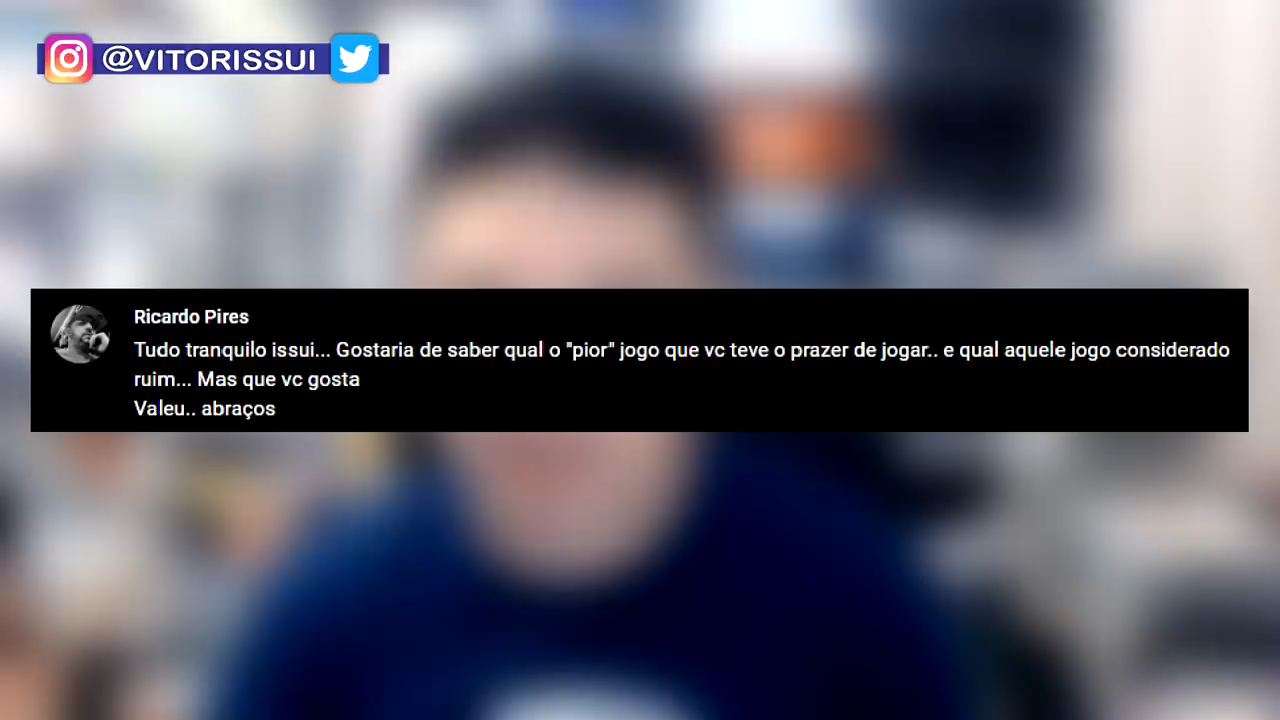 @VITORISSUI
Ricardo Pires
Tudo tranquilo issui... Gostaria de saber qual o "pior" jogo que vc teve o prazer de jogar.. e qual aquele jogo considerado
ruim... Mas que vc gosta
Valeu.. abraços